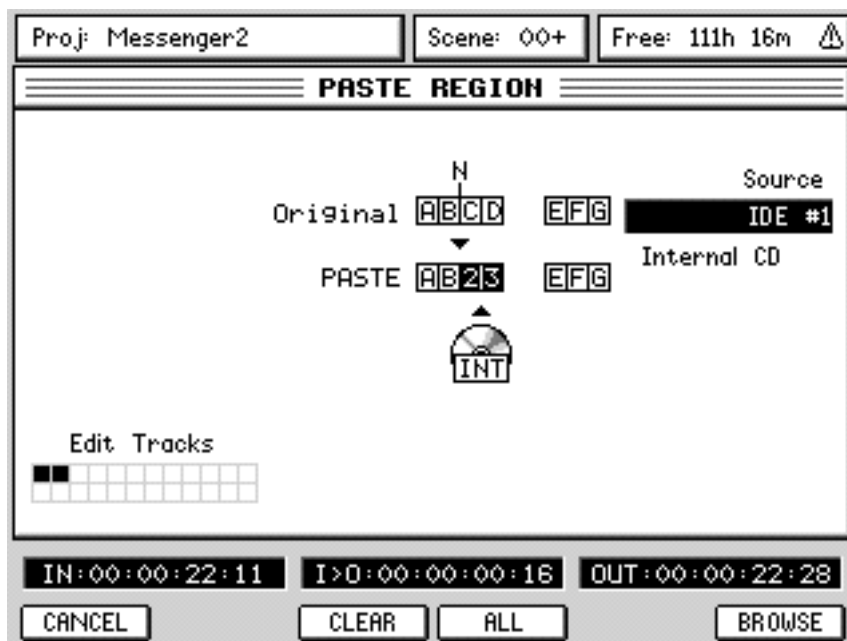 Proj: Messenger2 Scene: 00+ Free: 111h 16m
PASTE REGION
N
Source
Original ABCD EFG IDE #1
Internal CD
PASTE AB23 EFG
INT
Edit Tracks
IN:00:00:22:11 I>O:00:00:00:16 OUT:00:00:22:28
CANCEL CLEAR ALL BROWSE